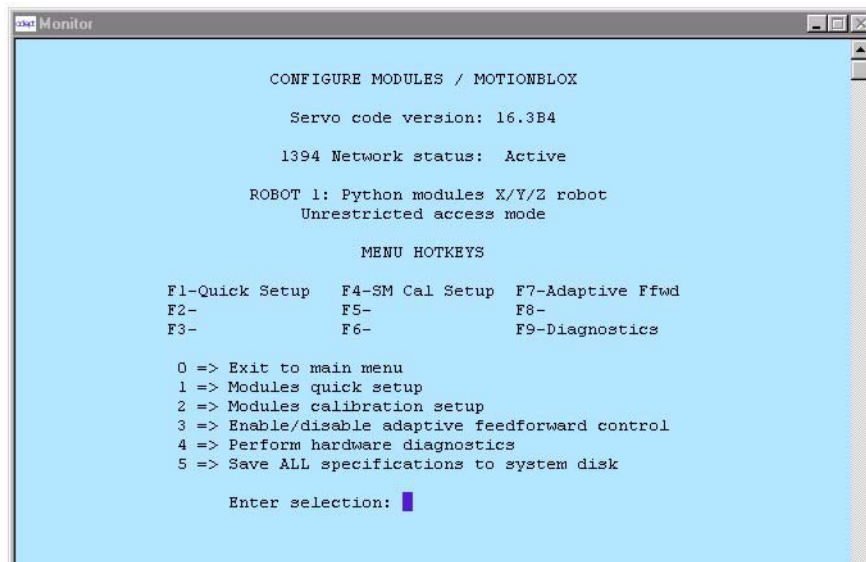 adept Monitor
CONFIGURE MODULES / MOTIONBLOX
Servo code version: 16.3B4
1394 Network status: Active
ROBOT 1: Python modules X/Y/Z robot
Unrestricted access mode
MENU HOTKEYS
F1-Quick Setup F4-SM Cal Setup F7-Adaptive Ffwd
F2- F5- F8-
F3- F6- F9-Diagnostics
0 => Exit to main menu
1 => Modules quick setup
2 => Modules calibration setup
3 => Enable/disable adaptive feedforward control
4 => Perform hardware diagnostics
5 => Save ALL specifications to system disk
Enter selection: